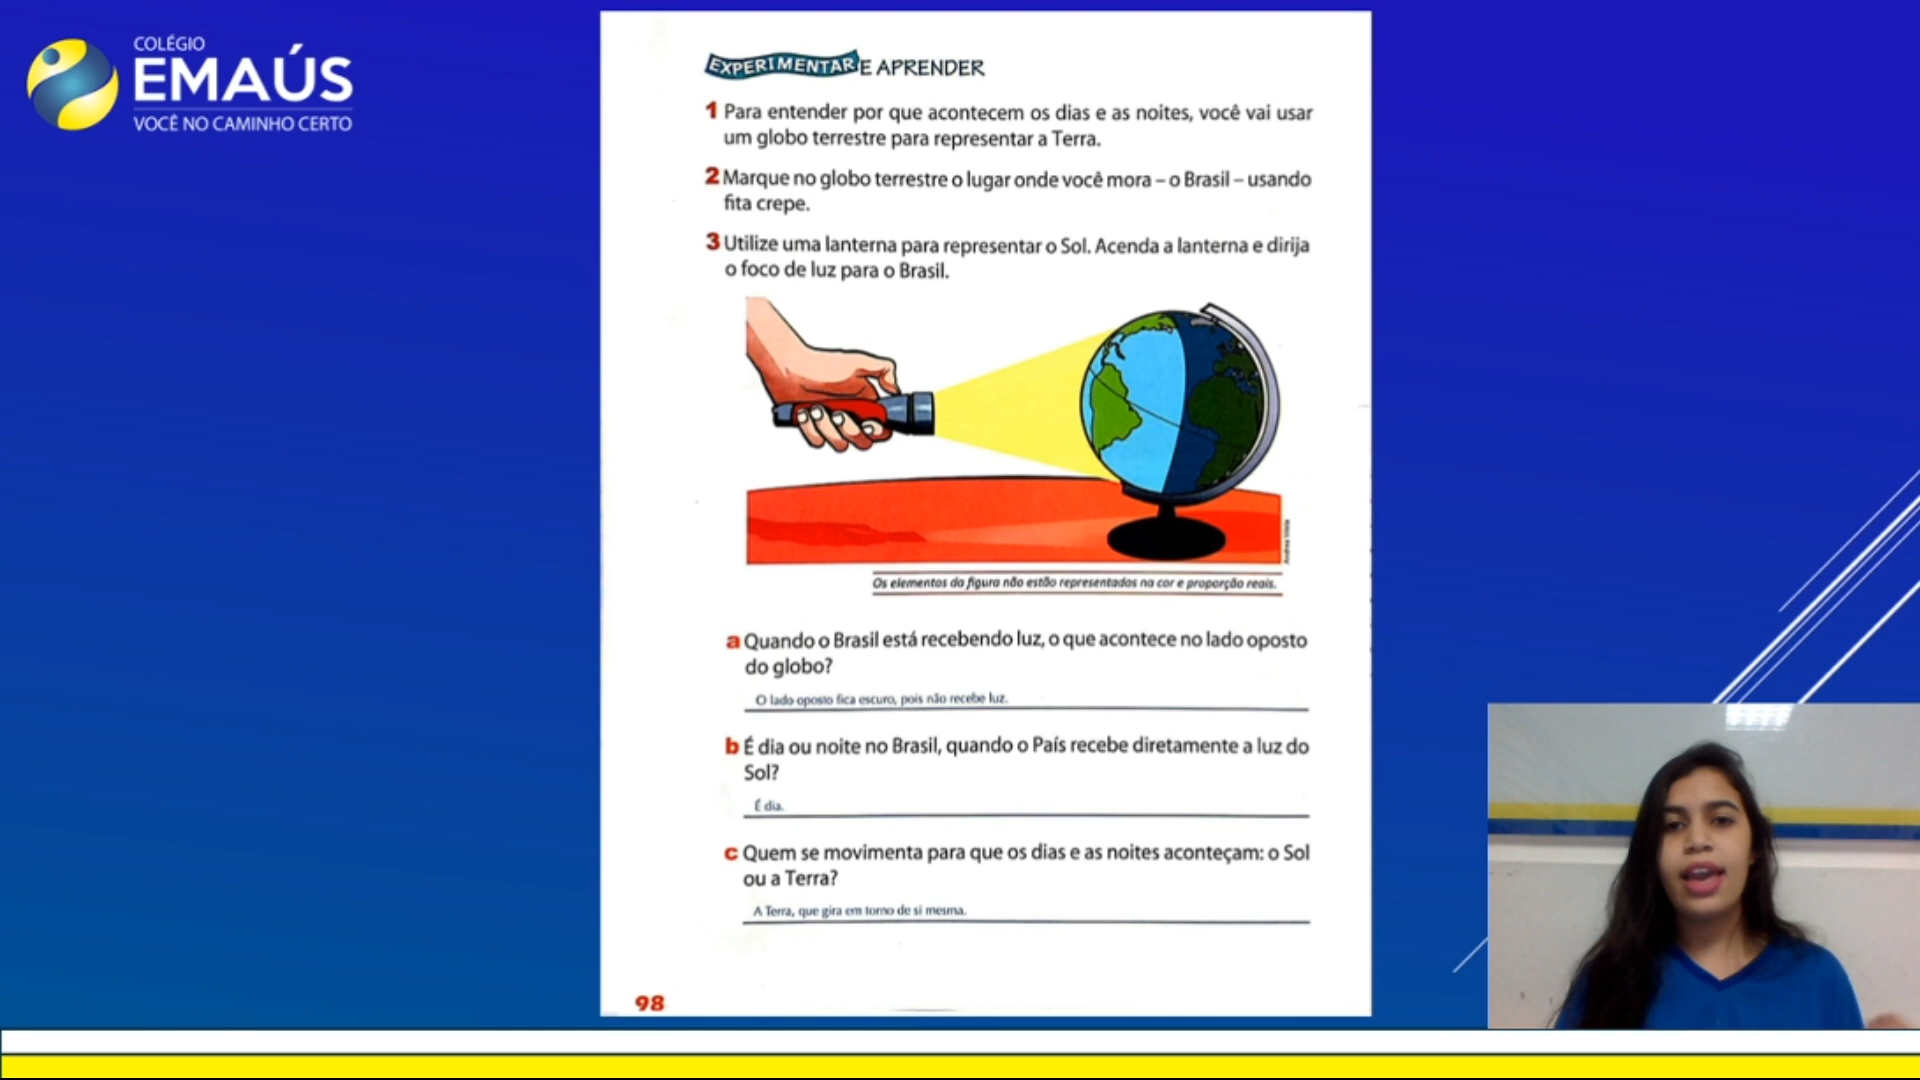 COLÉGIO
EMAÚS
VOCÊ NO CAMINHO CERTO
EXPERIMENTAR E APRENDER
1 Para entender por que acontecem os dias e as noites, você vai usar
um globo terrestre para representar a Terra.
2 Marque no globo terrestre o lugar onde você mora – o Brasil – usando
fita crepe.
3 Utilize uma lanterna para representar o Sol. Acenda a lanterna e dirija
o foco de luz para o Brasil.
Os elementos da figura não estão representados na cor e proporção reais.
a Quando o Brasil está recebendo luz, o que acontece no lado oposto
do globo?
O lado oposto fica escuro, pois não recebe luz.
b É dia ou noite no Brasil, quando o País recebe diretamente a luz do
Sol?
É dia.
c Quem se movimenta para que os dias e as noites aconteçam: o Sol
ou a Terra?
A Terra, que gira em torno de si mesma.
98